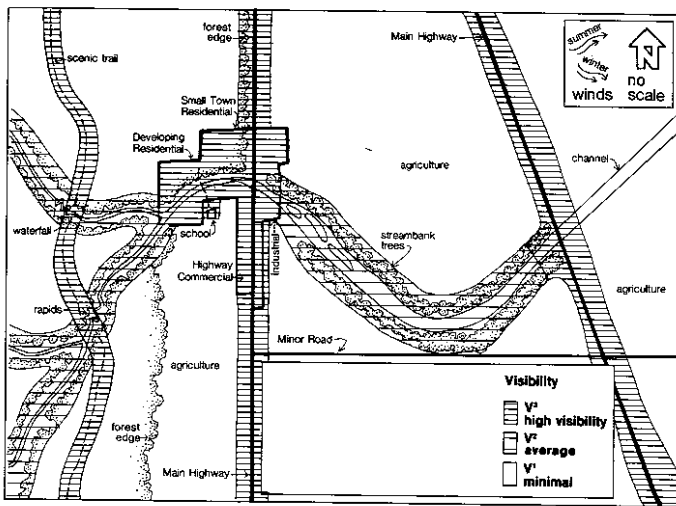 forest
edge
Main Highway
summer
winter
winds
N
no
scale
scenic trail
Small Town
Residential
Developing
Residential
agriculture
channel
waterfall
school
streambank
trees
Highway
Commercial
Industrial
agriculture
rapids
Minor Road
agriculture
forest
edge
Main Highway
Visibility
V³
high visibility
V²
average
V¹
minimal